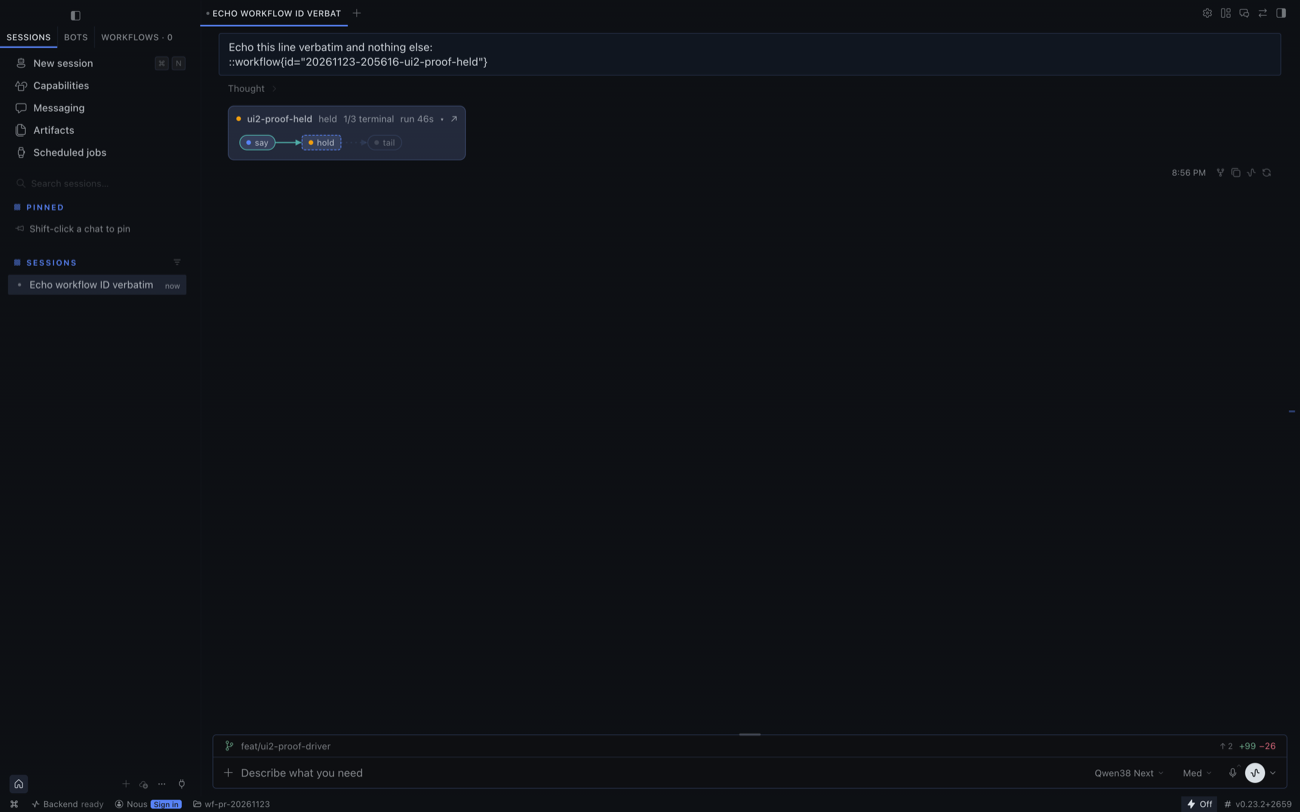 ECHO WORKFLOW ID VERBAT
SESSIONS BOTS WORKFLOWS · 0
New session ⌘ N
Capabilities
Messaging
Artifacts
Scheduled jobs
Search sessions...
PINNED
Shift-click a chat to pin
SESSIONS
Echo workflow ID verbatim now
Echo this line verbatim and nothing else:
::workflow{id="20261123-205616-ui2-proof-held"}
Thought
ui2-proof-held held 1/3 terminal run 46s
say hold tail
8:56 PM
feat/ui2-proof-driver ↑ 2 +99 −26
Describe what you need Qwen38 Next Med
Backend ready Nous Sign in wf-pr-20261123 Off # v0.23.2+2659